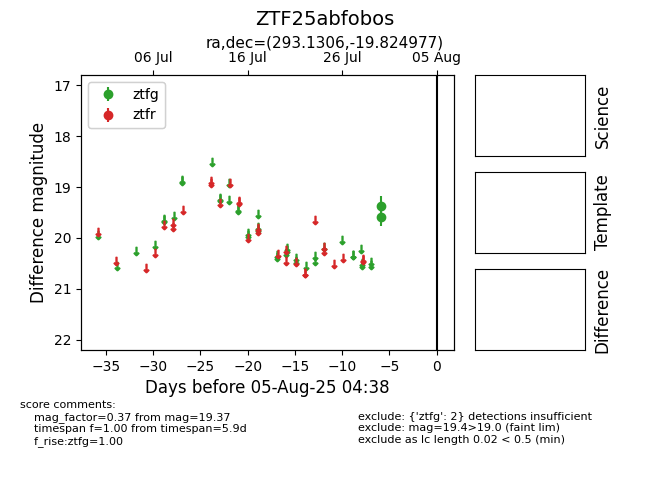 ZTF25abfobos
ra,dec=(293.1306,-19.824977)
06 Jul 16 Jul 26 Jul 05 Aug
17
18
19
20
21
22
Difference magnitude
ztfg
ztfr
−35 −30 −25 −20 −15 −10 −5 0
Days before 05-Aug-25 04:38
Science
Template
Difference
score comments:
mag_factor=0.37 from mag=19.37
timespan f=1.00 from timespan=5.9d
f_rise:ztfg=1.00
exclude: {'ztfg': 2} detections insufficient
exclude: mag=19.4>19.0 (faint lim)
exclude as lc length 0.02 < 0.5 (min)